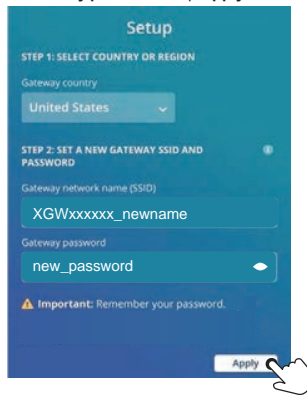 Setup
STEP 1: SELECT COUNTRY OR REGION
Gateway country
United States
STEP 2: SET A NEW GATEWAY SSID AND
PASSWORD
Gateway network name (SSID)
XGWxxxxxx_newname
Gateway password
new_password
Important: Remember your password.
Apply